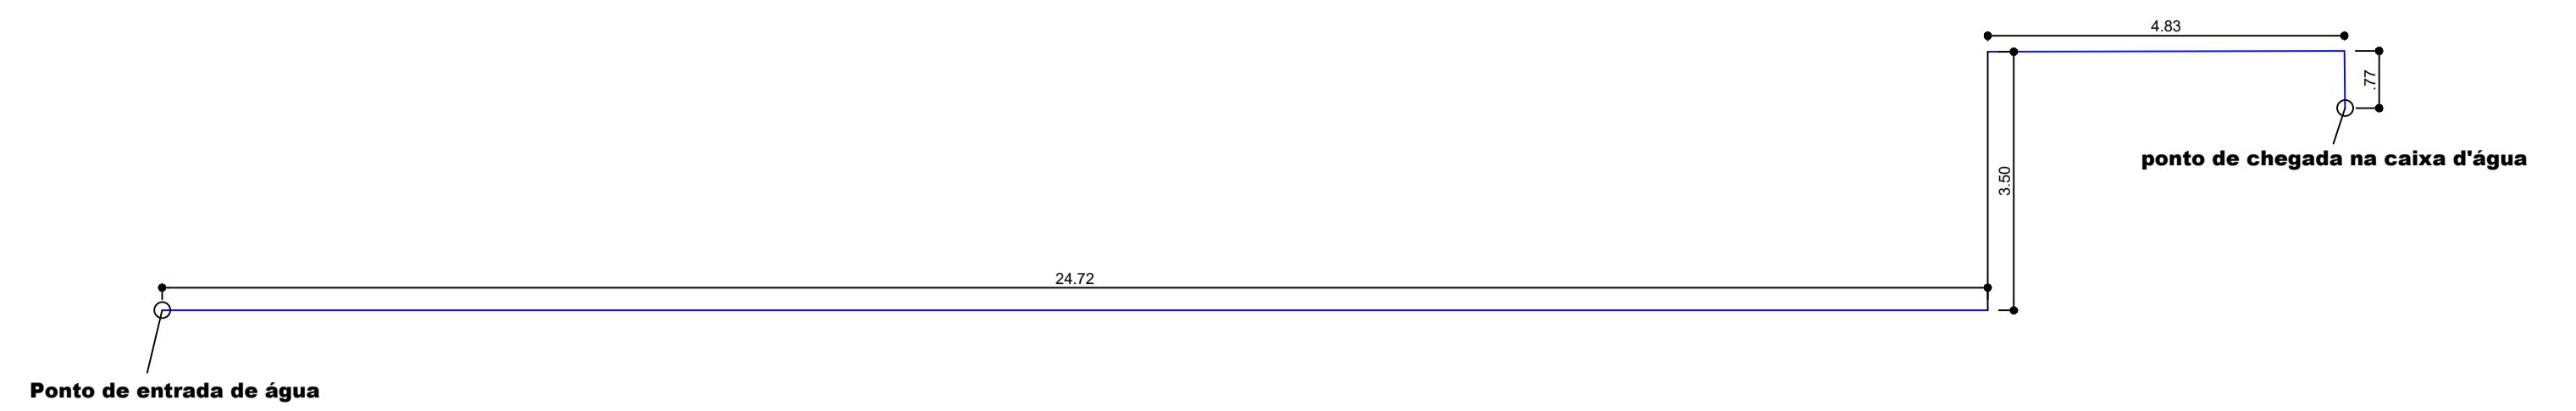 4.83
.77
ponto de chegada na caixa d'água
3.50
24.72
Ponto de entrada de água